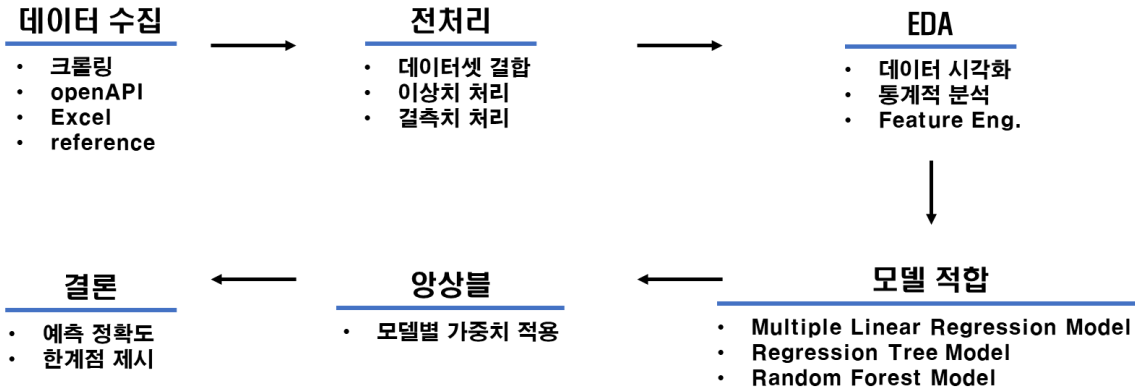 데이터 수집
• 크롤링
• openAPI
• Excel
• reference
전처리
• 데이터셋 결합
• 이상치 처리
• 결측치 처리
EDA
• 데이터 시각화
• 통계적 분석
• Feature Eng.
모델 적합
• Multiple Linear Regression Model
• Regression Tree Model
• Random Forest Model
앙상블
• 모델별 가중치 적용
결론
• 예측 정확도
• 한계점 제시